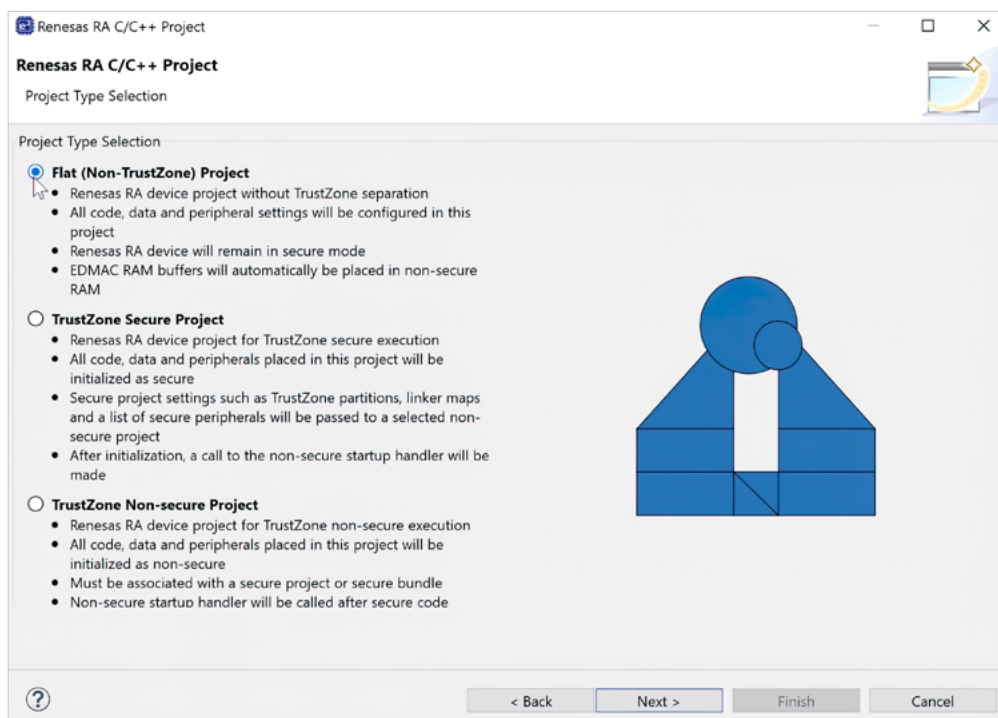 Renesas RA C/C++ Project
Renesas RA C/C++ Project
Project Type Selection
Project Type Selection
Flat (Non-TrustZone) Project
• Renesas RA device project without TrustZone separation
• All code, data and peripheral settings will be configured in this
project
• Renesas RA device will remain in secure mode
• EDMAC RAM buffers will automatically be placed in non-secure
RAM
TrustZone Secure Project
• Renesas RA device project for TrustZone secure execution
• All code, data and peripherals placed in this project will be
initialized as secure
• Secure project settings such as TrustZone partitions, linker maps
and a list of secure peripherals will be passed to a selected non-
secure project
• After initialization, a call to the non-secure startup handler will be
made
TrustZone Non-secure Project
• Renesas RA device project for TrustZone non-secure execution
• All code, data and peripherals placed in this project will be
initialized as non-secure
• Must be associated with a secure project or secure bundle
• Non-secure startup handler will be called after secure code
?
< Back
Next >
Finish
Cancel